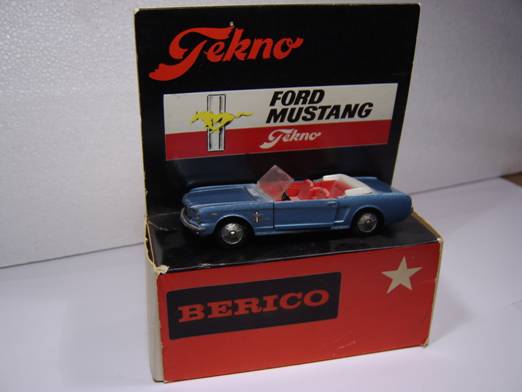 Tekno
FORD
MUSTANG
Tekno
BERICO